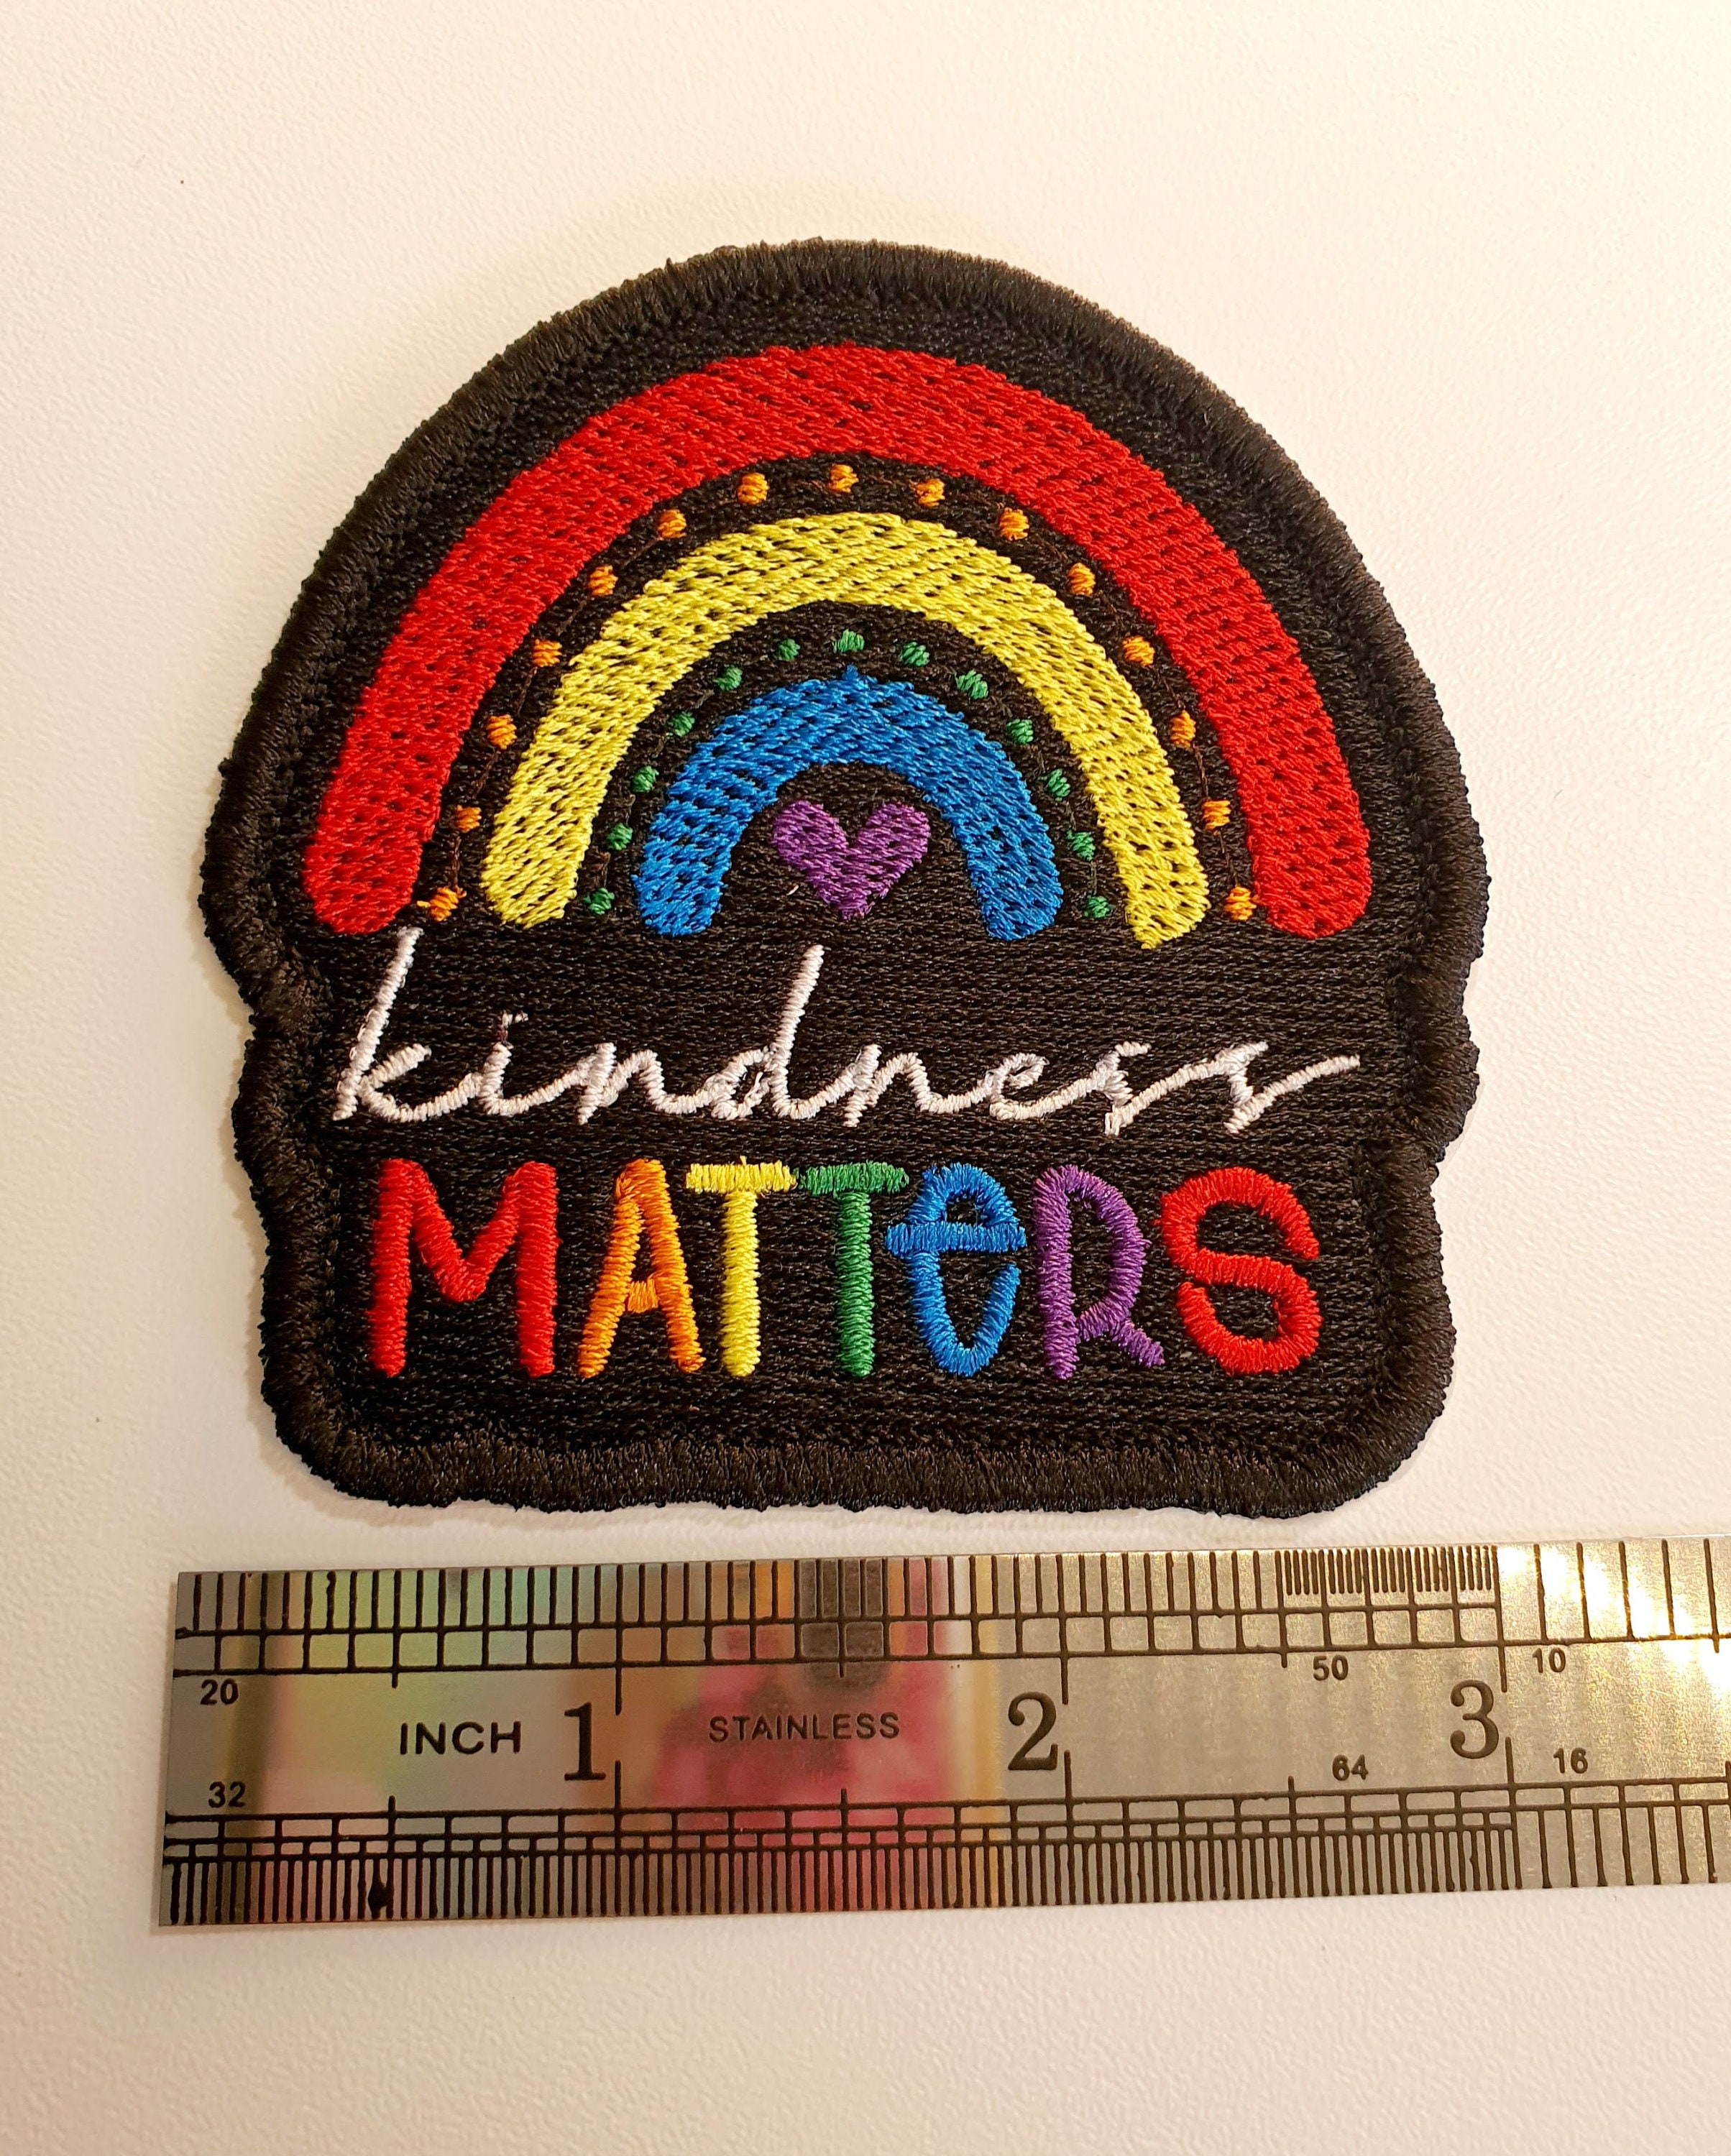 kindness
MATTeRS
20 50 10
INCH 1 STAINLESS 2 3
32 64 16